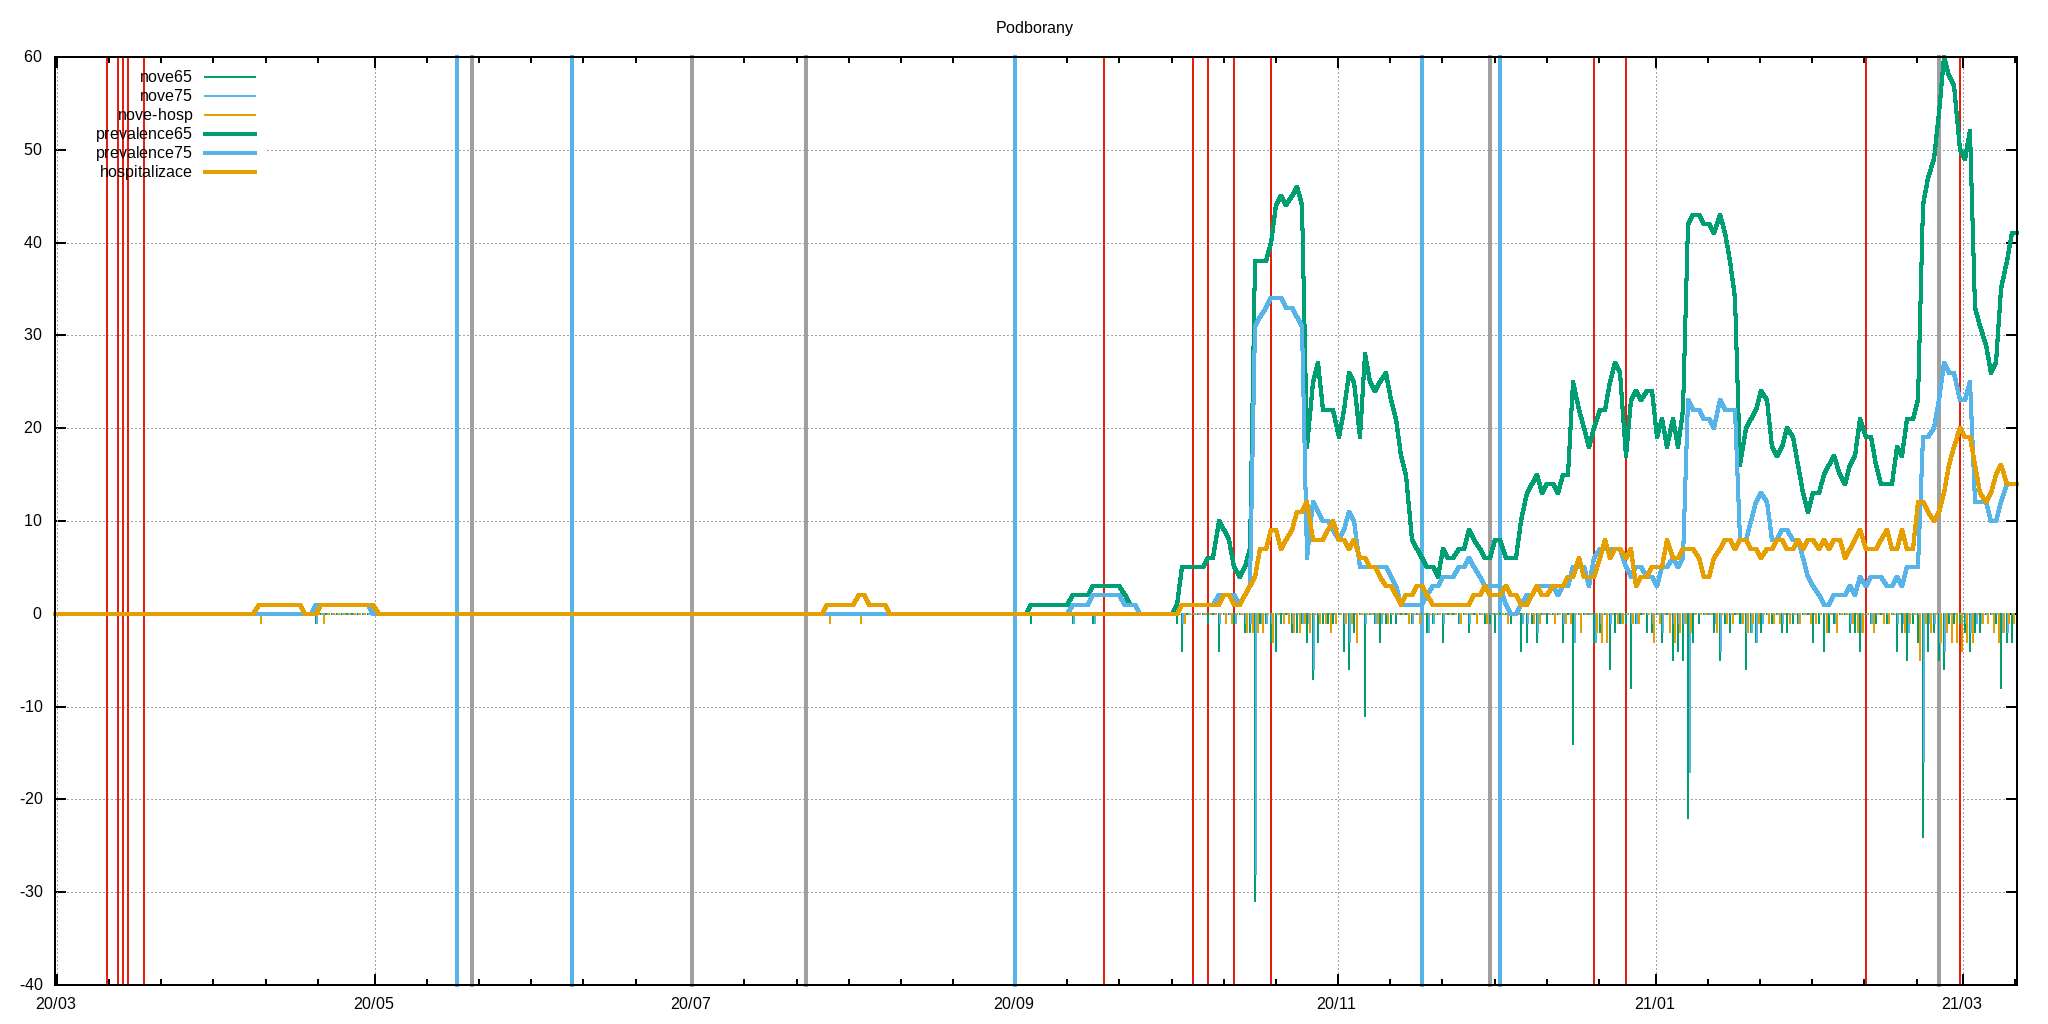 Podborany
60
nove65
nove75
nove-hosp
prevalence65
prevalence75
hospitalizace
50
40
30
20
10
0
-10
-20
-30
-40
20/03 20/05 20/07 20/09 20/11 21/01 21/03